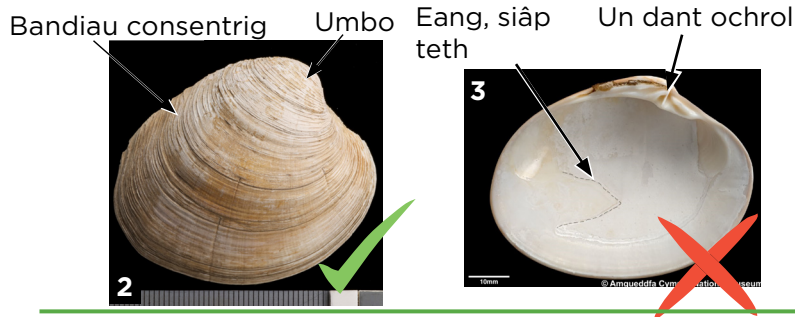 Bandiau consentrig
Umbo
Eang, siâp
teth
Un dant ochrol
2
3
10mm
© Amgueddfa Cym